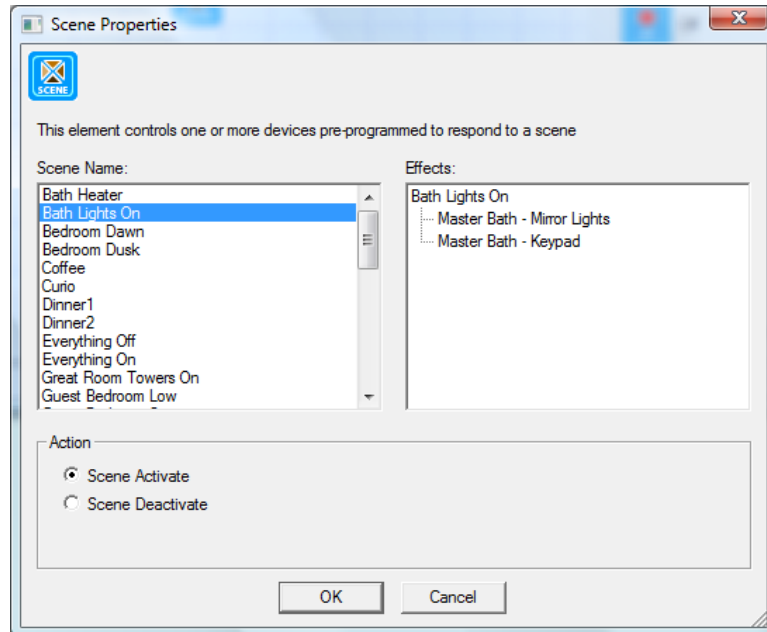 Scene Properties
SCENE
This element controls one or more devices pre-programmed to respond to a scene
Scene Name:
Bath Heater
Bath Lights On
Bedroom Dawn
Bedroom Dusk
Coffee
Curio
Dinner1
Dinner2
Everything Off
Everything On
Great Room Towers On
Guest Bedroom Low
Effects:
Bath Lights On
Master Bath - Mirror Lights
Master Bath - Keypad
Action
Scene Activate
Scene Deactivate
OK
Cancel